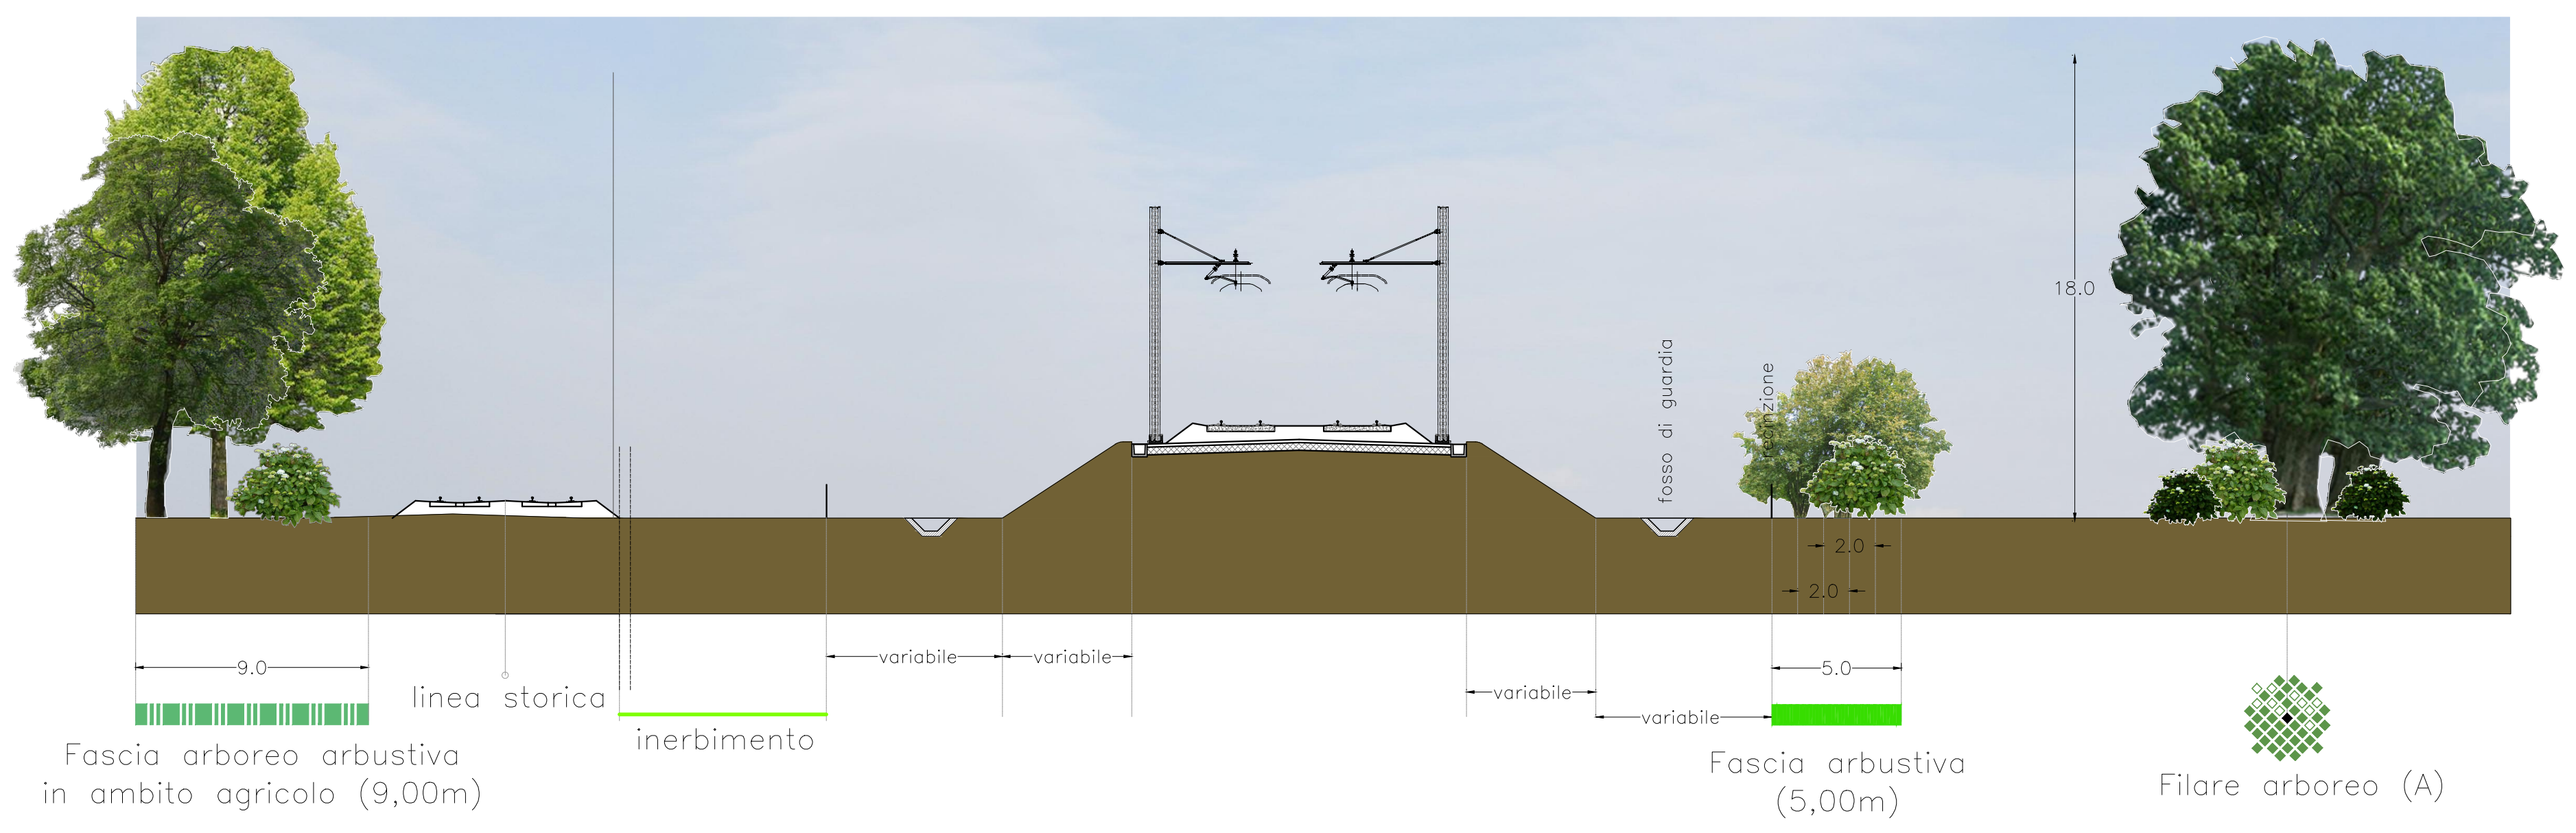 18.0
fosso di guardia
recinzione
2.0
2.0
variabile
variabile
9.0
5.0
linea storica
variabile
variabile
inerbimento
Fascia arboreo arbustiva
in ambito agricolo (9,00m)
Fascia arbustiva
(5,00m)
Filare arboreo (A)